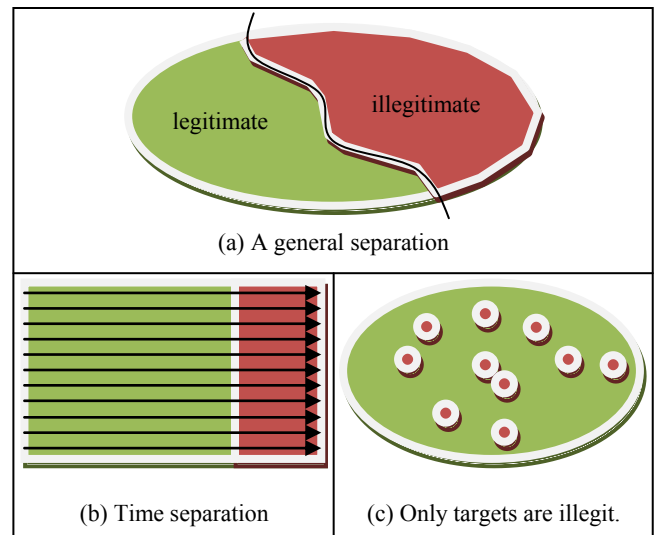 legitimate
illegitimate
(a) A general separation
(b) Time separation
(c) Only targets are illegit.